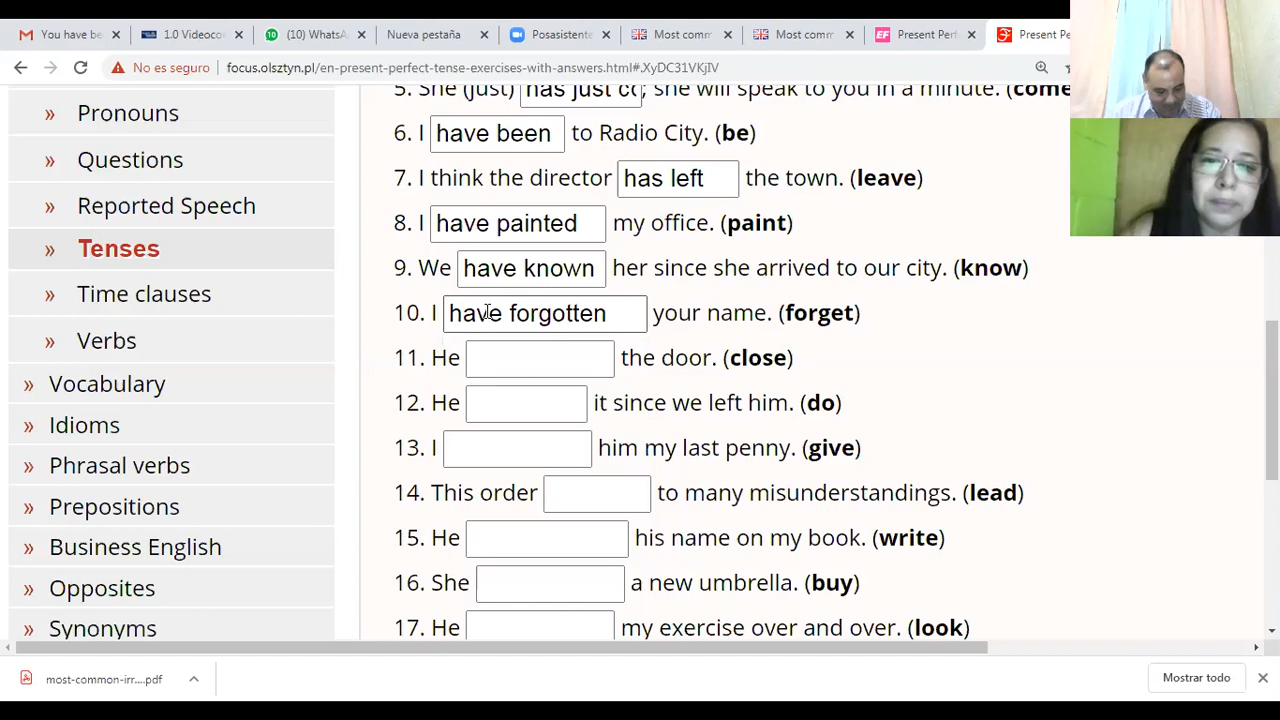 You have be
1.0 Videoco
(10) WhatsA
Nueva pestaña
Posasistente
Most comm
Most comm
EF Present Perf
Present Pe
No es seguro focus.olsztyn.pl/en-present-perfect-tense-exercises-with-answers.html#.XyDC31VKjIV
» Pronouns
» Questions
» Reported Speech
» Tenses
» Time clauses
» Verbs
» Vocabulary
» Idioms
» Phrasal verbs
» Prepositions
» Business English
» Opposites
» Synonyms
5. She (just) has just co, she will speak to you in a minute. (come
6. I have been to Radio City. (be)
7. I think the director has left the town. (leave)
8. I have painted my office. (paint)
9. We have known her since she arrived to our city. (know)
10. I have forgotten your name. (forget)
11. He the door. (close)
12. He it since we left him. (do)
13. I him my last penny. (give)
14. This order to many misunderstandings. (lead)
15. He his name on my book. (write)
16. She a new umbrella. (buy)
17. He my exercise over and over. (look)
most-common-irr....pdf
Mostrar todo